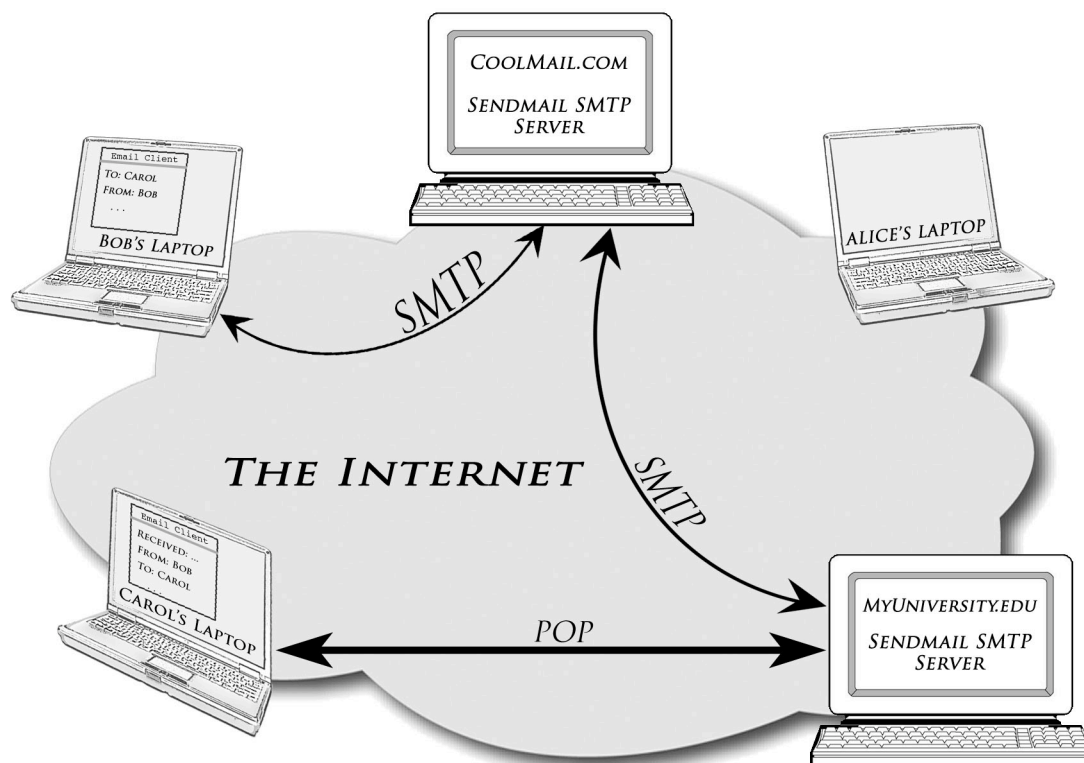 CoolMail.com
Sendmail SMTP
Server
Email Client
To: Carol
From: Bob
...
Bob's Laptop
ALICE'S LAPTOP
SMTP
The Internet
SMTP
Email Client
Received: ...
From: Bob
To: Carol
...
Carol's Laptop
POP
MyUniversity.edu
Sendmail SMTP
Server